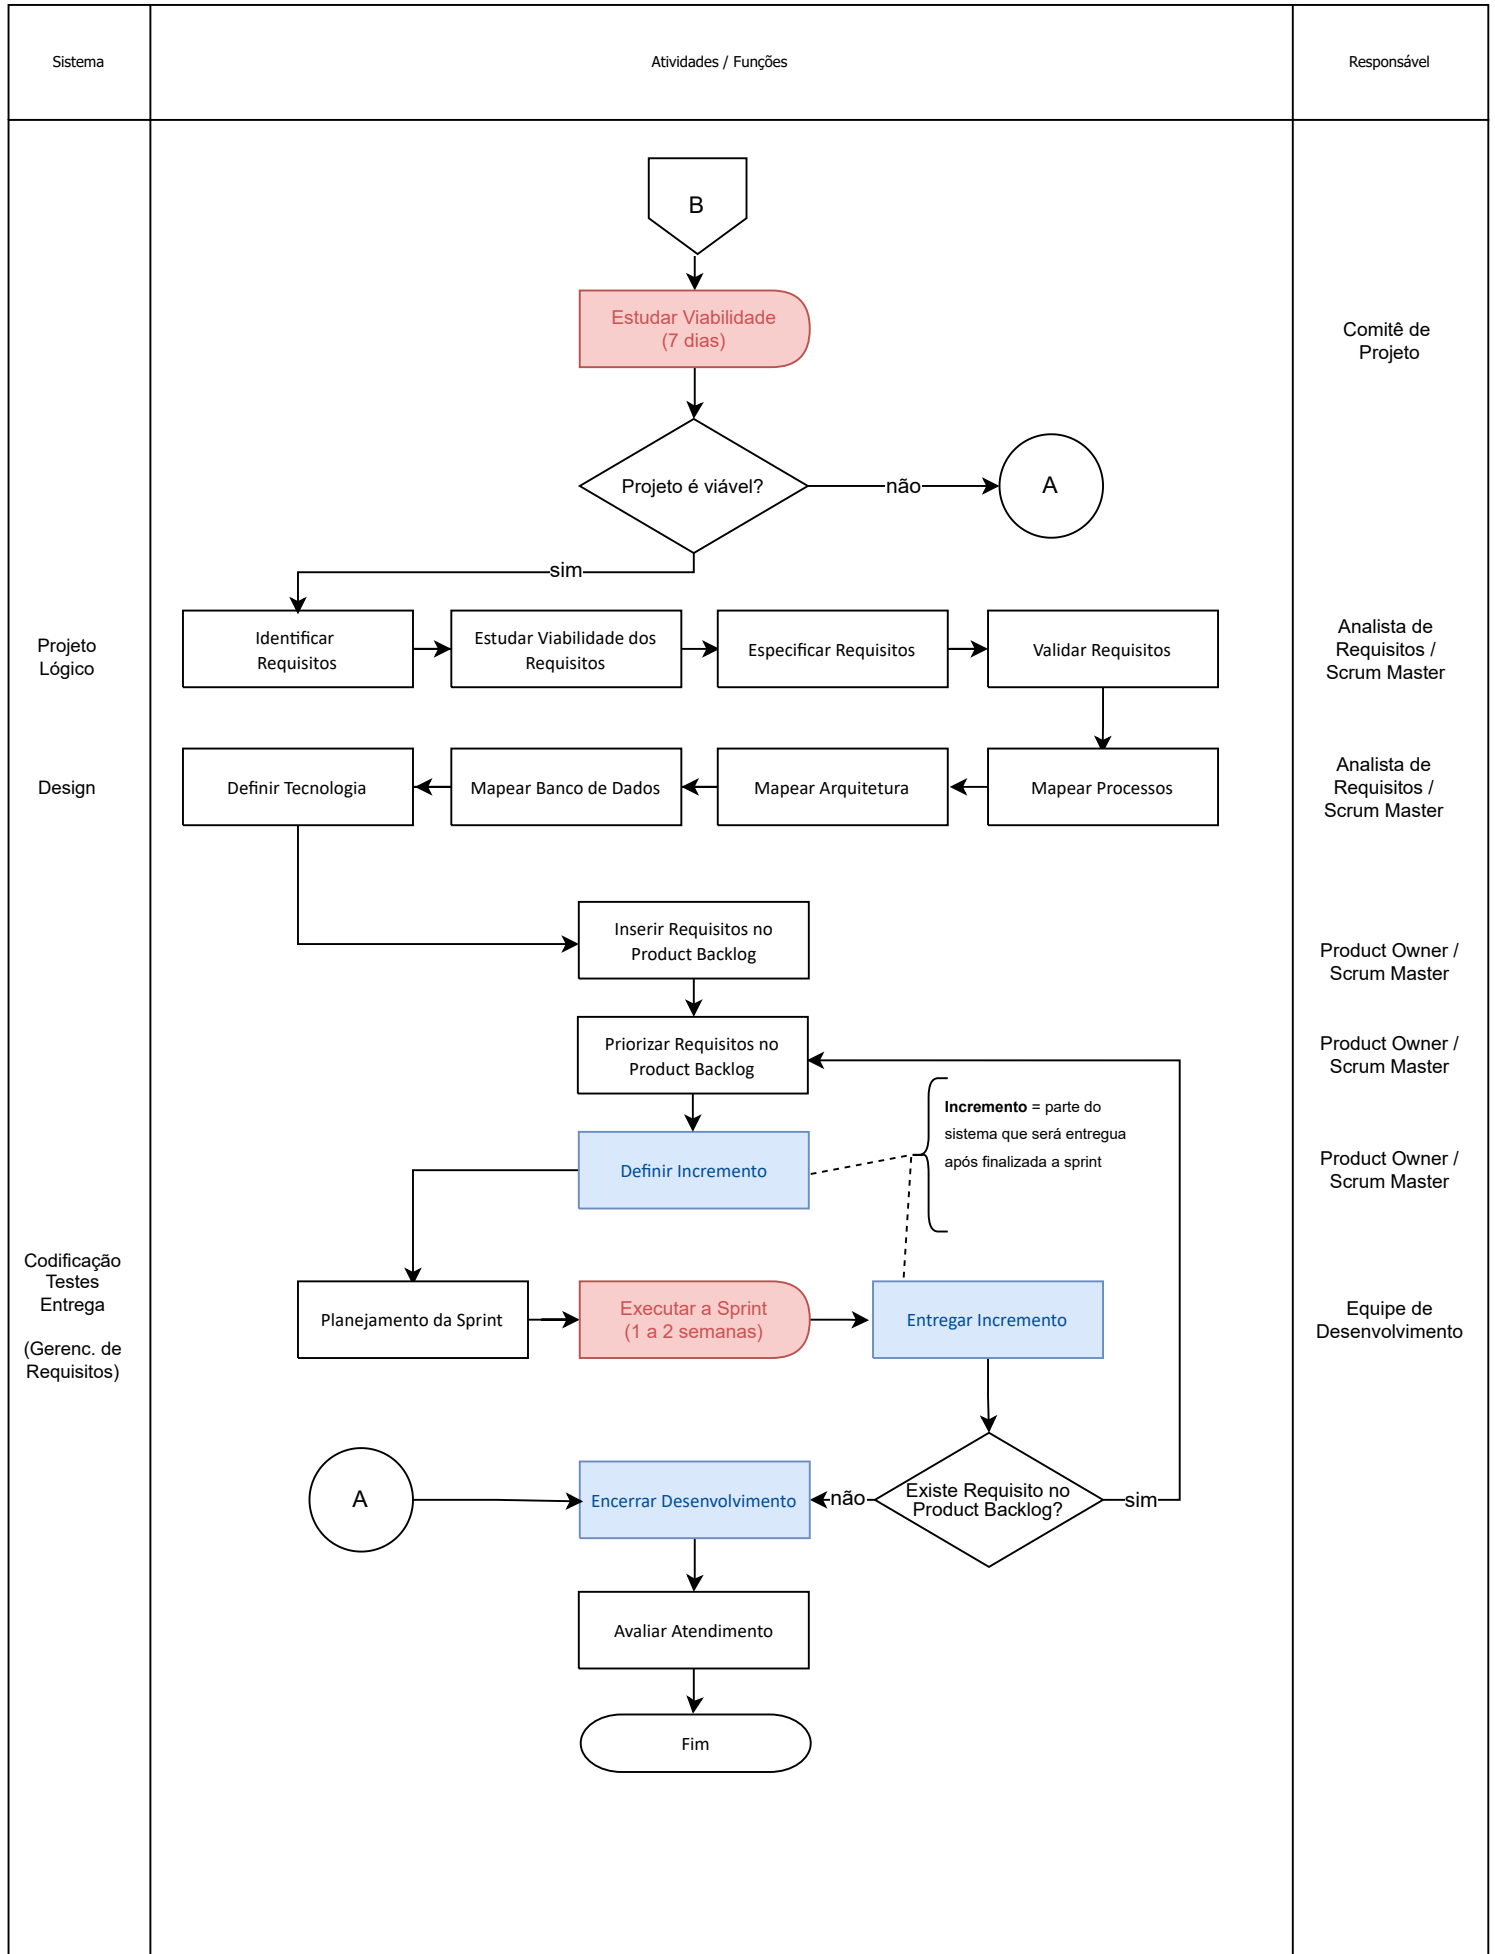 Sistema
Atividades / Funções
Responsável
B
Estudar Viabilidade
(7 dias)
Comitê de
Projeto
Projeto é viável?
não
A
sim
Projeto
Lógico
Identificar
Requisitos
Estudar Viabilidade dos
Requisitos
Especificar Requisitos
Validar Requisitos
Analista de
Requisitos /
Scrum Master
Design
Definir Tecnologia
Mapear Banco de Dados
Mapear Arquitetura
Mapear Processos
Analista de
Requisitos /
Scrum Master
Inserir Requisitos no
Product Backlog
Product Owner /
Scrum Master
Priorizar Requisitos no
Product Backlog
Product Owner /
Scrum Master
Incremento = parte do
sistema que será entregua
após finalizada a sprint
Definir Incremento
Product Owner /
Scrum Master
Codificação
Testes
Entrega
(Gerenc. de
Requisitos)
Planejamento da Sprint
Executar a Sprint
(1 a 2 semanas)
Entregar Incremento
Equipe de
Desenvolvimento
A
Encerrar Desenvolvimento
não
Existe Requisito no
Product Backlog?
sim
Avaliar Atendimento
Fim